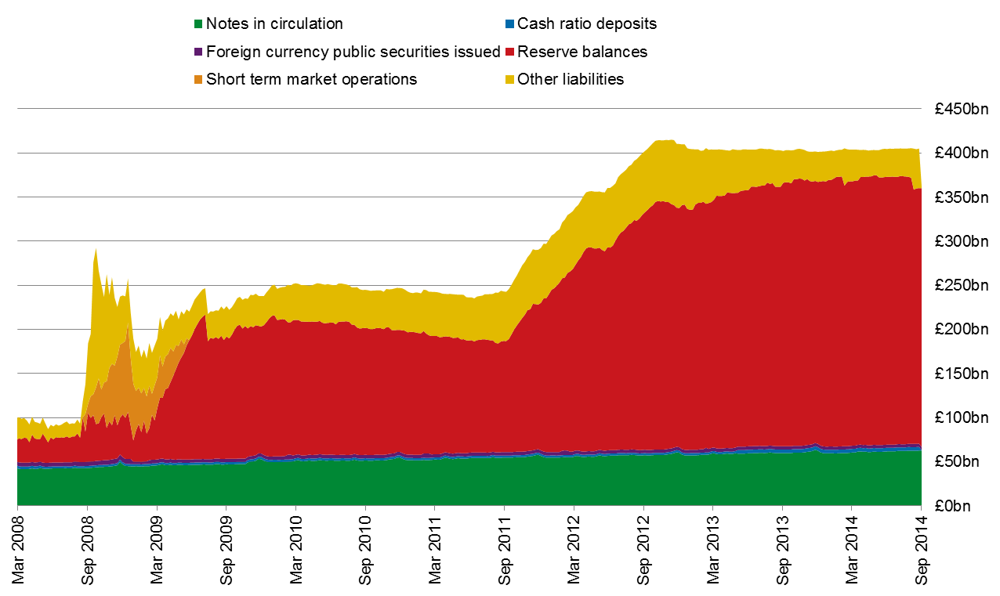 Notes in circulation Cash ratio deposits
Foreign currency public securities issued Reserve balances
Short term market operations Other liabilities
£450bn
£400bn
£350bn
£300bn
£250bn
£200bn
£150bn
£100bn
£50bn
£0bn
Mar 2008
Sep 2008
Mar 2009
Sep 2009
Mar 2010
Sep 2010
Mar 2011
Sep 2011
Mar 2012
Sep 2012
Mar 2013
Sep 2013
Mar 2014
Sep 2014